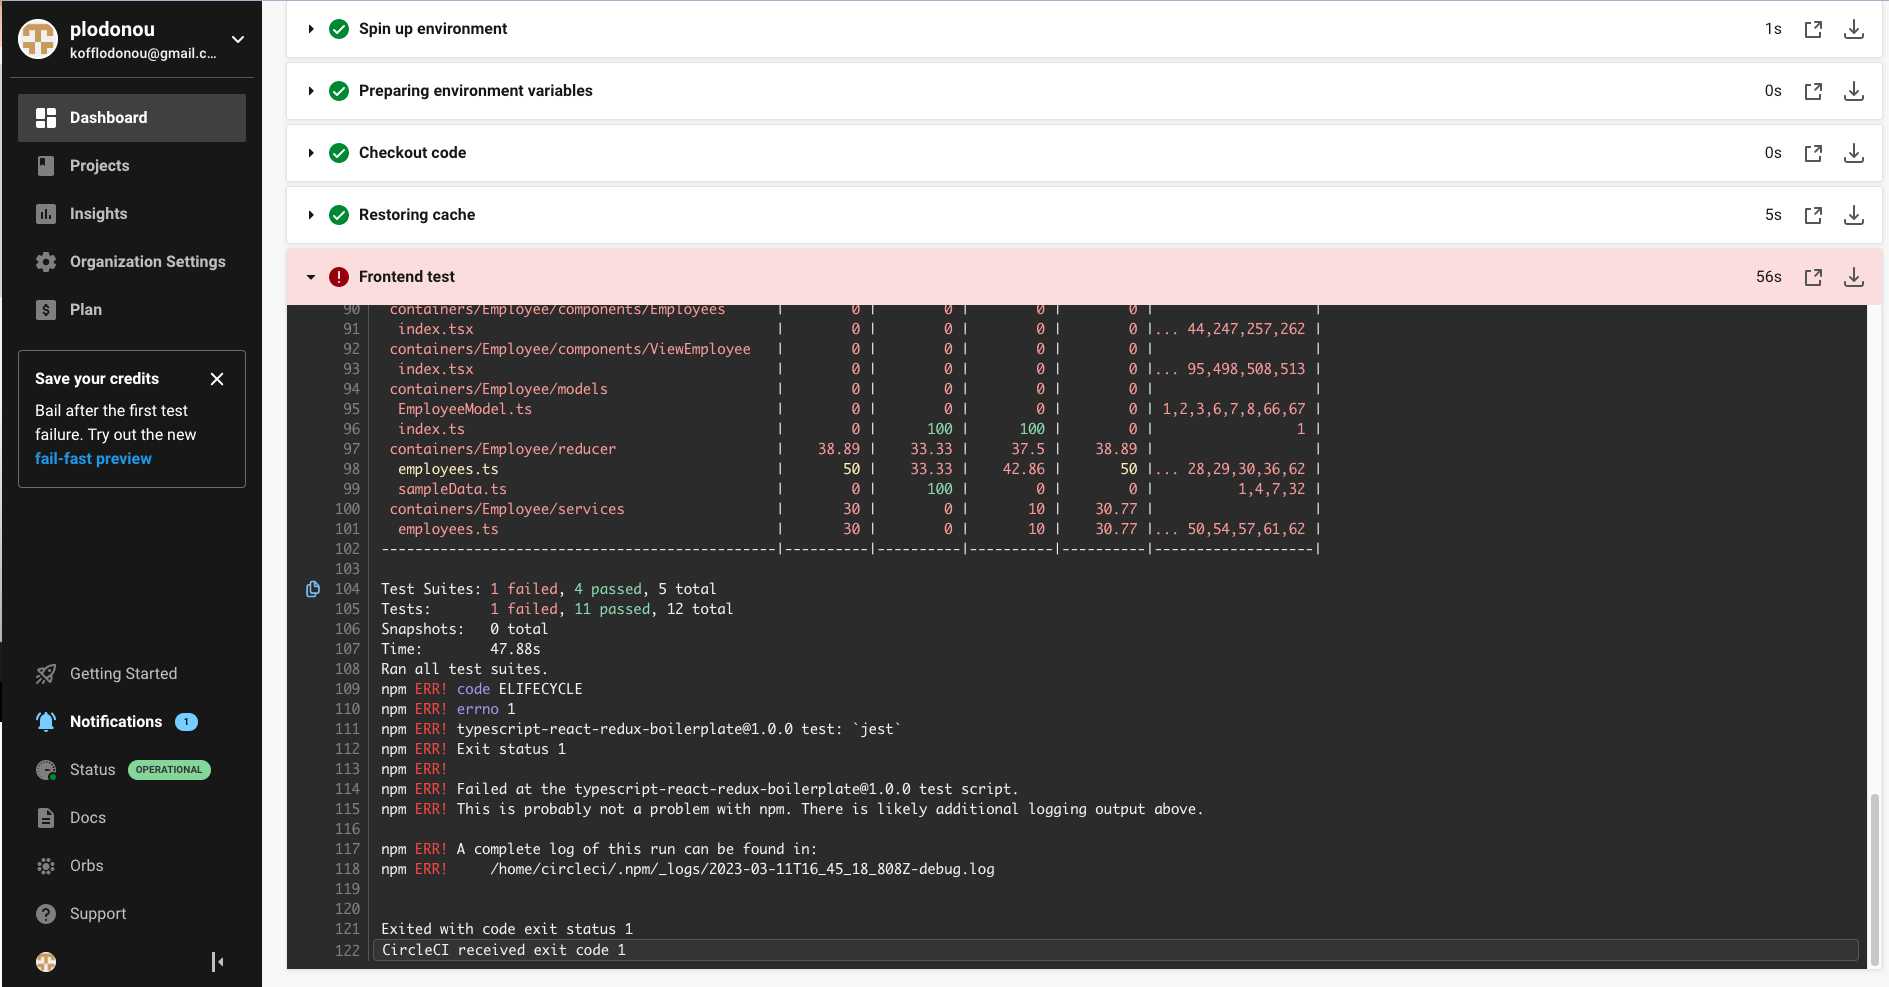 plodonou
kofflodonou@gmail.c...
Dashboard
Projects
Insights
Organization Settings
Plan
Save your credits
Bail after the first test
failure. Try out the new
fail-fast preview
Getting Started
Notifications 1
Status OPERATIONAL
Docs
Orbs
Support
Spin up environment 1s
Preparing environment variables 0s
Checkout code 0s
Restoring cache 5s
Frontend test 56s
90 containers/Employee/components/Employees | 0 | 0 | 0 | 0 | |
91 index.tsx | 0 | 0 | 0 | 0 |... 44,247,257,262 |
92 containers/Employee/components/ViewEmployee | 0 | 0 | 0 | 0 | |
93 index.tsx | 0 | 0 | 0 | 0 |... 95,498,508,513 |
94 containers/Employee/models | 0 | 0 | 0 | 0 | |
95 EmployeeModel.ts | 0 | 0 | 0 | 0 | 1,2,3,6,7,8,66,67 |
96 index.ts | 0 | 100 | 100 | 0 | 1 |
97 containers/Employee/reducer | 38.89 | 33.33 | 37.5 | 38.89 | |
98 employees.ts | 50 | 33.33 | 42.86 | 50 |... 28,29,30,36,62 |
99 sampleData.ts | 0 | 100 | 0 | 0 | 1,4,7,32 |
100 containers/Employee/services | 30 | 0 | 10 | 30.77 | |
101 employees.ts | 30 | 0 | 10 | 30.77 |... 50,54,57,61,62 |
102 -----------------------------------------------|----------|----------|----------|----------|-------------------|
103
104 Test Suites: 1 failed, 4 passed, 5 total
105 Tests: 1 failed, 11 passed, 12 total
106 Snapshots: 0 total
107 Time: 47.88s
108 Ran all test suites.
109 npm ERR! code ELIFECYCLE
110 npm ERR! errno 1
111 npm ERR! typescript-react-redux-boilerplate@1.0.0 test: `jest`
112 npm ERR! Exit status 1
113 npm ERR!
114 npm ERR! Failed at the typescript-react-redux-boilerplate@1.0.0 test script.
115 npm ERR! This is probably not a problem with npm. There is likely additional logging output above.
116
117 npm ERR! A complete log of this run can be found in:
118 npm ERR! /home/circleci/.npm/_logs/2023-03-11T16_45_18_808Z-debug.log
119
120
121 Exited with code exit status 1
122 CircleCI received exit code 1